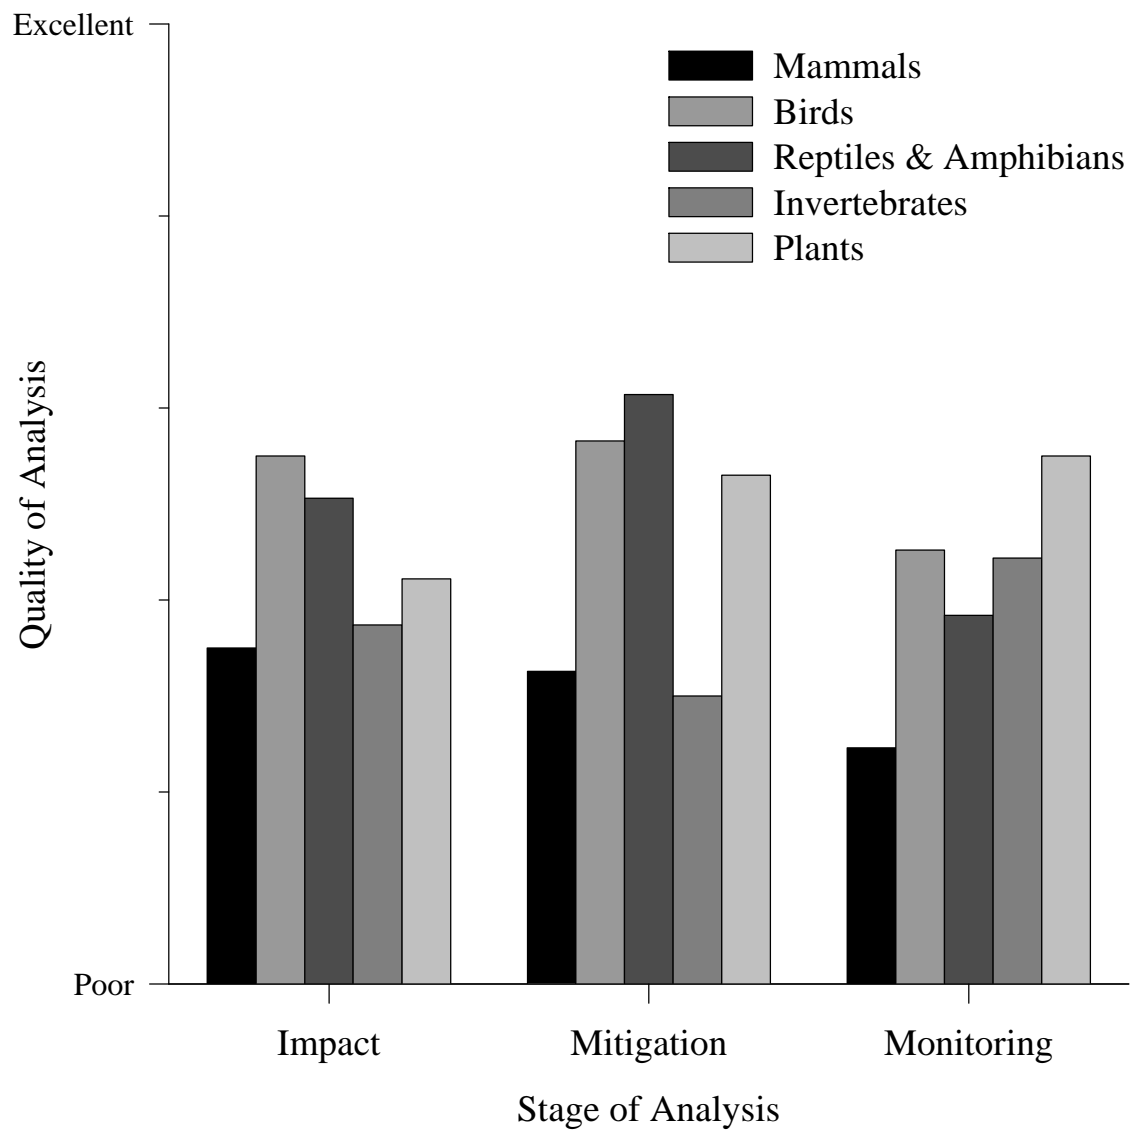 Excellent
Mammals
Birds
Reptiles & Amphibians
Invertebrates
Plants
Quality of Analysis
Poor
Impact
Mitigation
Monitoring
Stage of Analysis